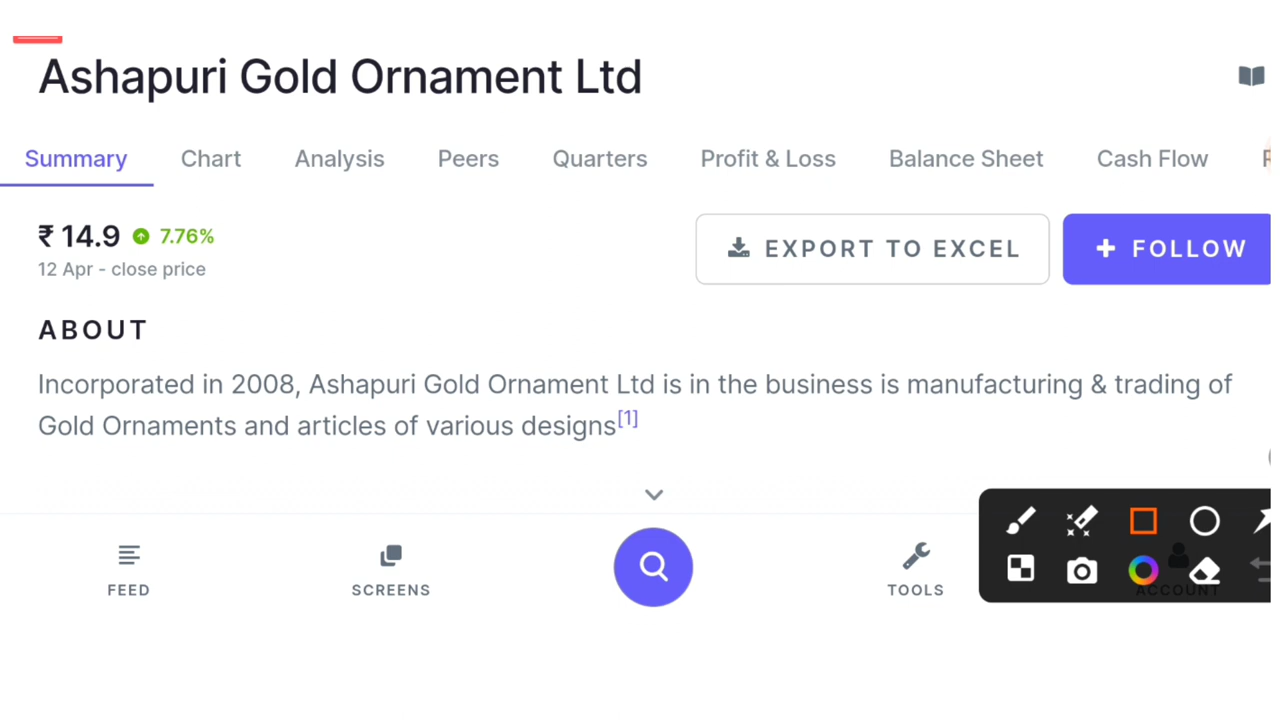 Ashapuri Gold Ornament Ltd
Summary Chart Analysis Peers Quarters Profit & Loss Balance Sheet Cash Flow
₹ 14.9 7.76%
12 Apr - close price
EXPORT TO EXCEL
+ FOLLOW
ABOUT
Incorporated in 2008, Ashapuri Gold Ornament Ltd is in the business is manufacturing & trading of
Gold Ornaments and articles of various designs[1]
FEED SCREENS TOOLS ACCOUNT